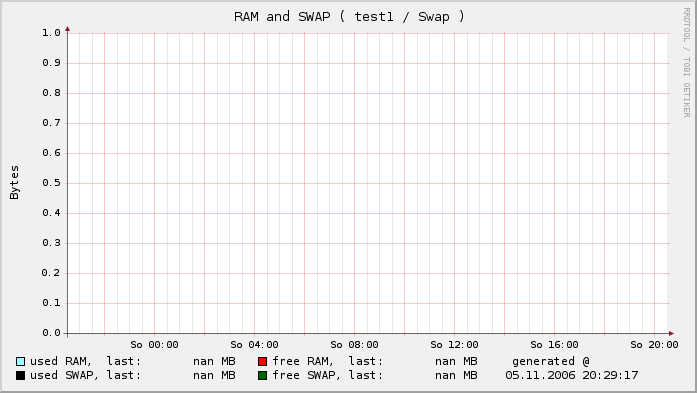 RAM and SWAP ( test1 / Swap )
RRDTOOL / TOBI OETIKER
Bytes
1.0
0.9
0.8
0.7
0.6
0.5
0.4
0.3
0.2
0.1
0.0
So 00:00 So 04:00 So 08:00 So 12:00 So 16:00 So 20:00
used RAM, last: nan MB free RAM, last: nan MB generated @
used SWAP, last: nan MB free SWAP, last: nan MB 05.11.2006 20:29:17